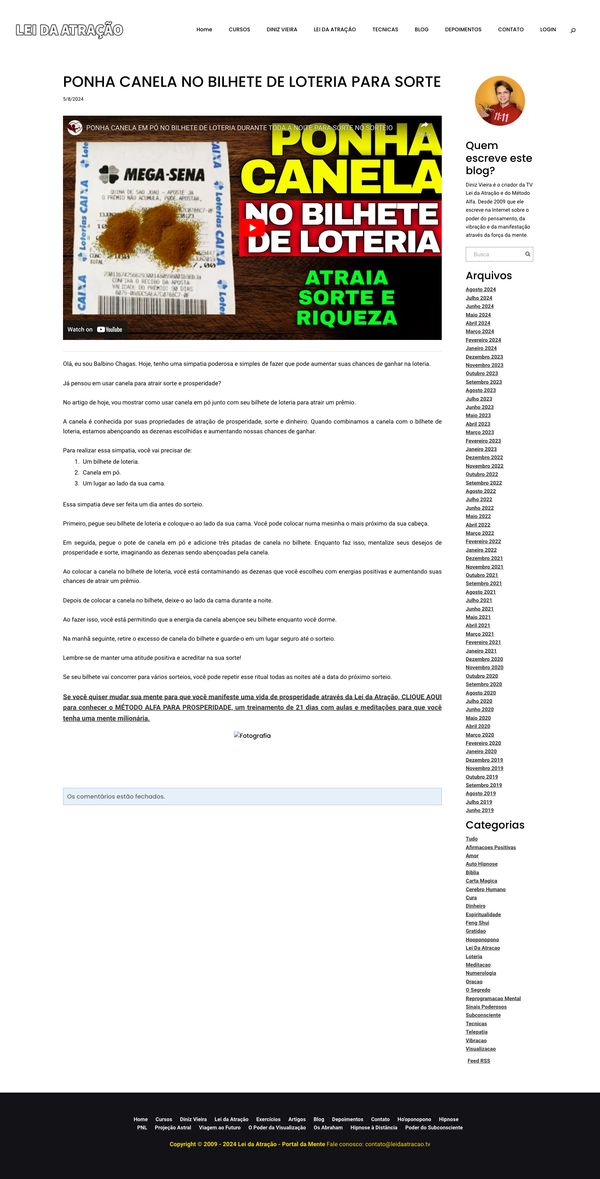 LEI DA ATRAÇÃO
Home CURSOS DINIZ VIEIRA LEI DA ATRAÇÃO TECNICAS BLOG DEPOIMENTOS CONTATO LOGIN
PONHA CANELA NO BILHETE DE LOTERIA PARA SORTE
5/8/2024
PONHA CANELA EM PÓ NO BILHETE DE LOTERIA DURANTE TODA A NOITE PARA SORTE NO SORTEIO
PONHA
CANELA
NO BILHETE
DE LOTERIA
ATRAIA
SORTE E
RIQUEZA
MEGA-SENA
Loterias CAIXA
Watch on YouTube
Olá, eu sou Balbino Chagas. Hoje, tenho uma simpatia poderosa e simples de fazer que pode aumentar suas chances de ganhar na loteria.
Já pensou em usar canela para atrair sorte e prosperidade?
No artigo de hoje, vou mostrar como usar canela em pó junto com seu bilhete de loteria para atrair um prêmio.
A canela é conhecida por suas propriedades de atração de prosperidade, sorte e dinheiro. Quando combinamos a canela com o bilhete de
loteria, estamos abençoando as dezenas escolhidas e aumentando nossas chances de ganhar.
Para realizar essa simpatia, você vai precisar de:
1. Um bilhete de loteria.
2. Canela em pó.
3. Um lugar ao lado da sua cama.
Essa simpatia deve ser feita um dia antes do sorteio.
Primeiro, pegue seu bilhete de loteria e coloque-o ao lado da sua cama. Você pode colocar numa mesinha o mais próximo da sua cabeça.
Em seguida, pegue o pote de canela em pó e adicione três pitadas de canela no bilhete. Enquanto faz isso, mentalize seus desejos de
prosperidade e sorte, imaginando as dezenas sendo abençoadas pela canela.
Ao colocar a canela no bilhete de loteria, você está contaminando as dezenas que você escolheu com energias positivas e aumentando suas
chances de atrair um prêmio.
Depois de colocar a canela no bilhete, deixe-o ao lado da cama durante a noite.
Ao fazer isso, você está permitindo que a energia da canela abençoe seu bilhete enquanto você dorme.
Na manhã seguinte, retire o excesso de canela do bilhete e guarde-o em um lugar seguro até o sorteio.
Lembre-se de manter uma atitude positiva e acreditar na sua sorte!
Se seu bilhete vai concorrer para vários sorteios, você pode repetir esse ritual todas as noites até a data do próximo sorteio.
Se você quiser mudar sua mente para que você manifeste uma vida de prosperidade através da Lei da Atração, CLIQUE AQUI
para conhecer o MÉTODO ALFA PARA PROSPERIDADE, um treinamento de 21 dias com aulas e meditações para que você
tenha uma mente milionária.
Fotografia
Os comentários estão fechados.
11:11
Quem
escreve este
blog?
Diniz Vieira é o criador da TV
Lei da Atração e do Método
Alfa. Desde 2009 que ele
escreve na Internet sobre o
poder do pensamento, da
vibração e da manifestação
através da força da mente.
Busca
Arquivos
Agosto 2024
Julho 2024
Junho 2024
Maio 2024
Abril 2024
Março 2024
Fevereiro 2024
Janeiro 2024
Dezembro 2023
Novembro 2023
Outubro 2023
Setembro 2023
Agosto 2023
Julho 2023
Junho 2023
Maio 2023
Abril 2023
Março 2023
Fevereiro 2023
Janeiro 2023
Dezembro 2022
Novembro 2022
Outubro 2022
Setembro 2022
Agosto 2022
Julho 2022
Junho 2022
Maio 2022
Abril 2022
Março 2022
Fevereiro 2022
Janeiro 2022
Dezembro 2021
Novembro 2021
Outubro 2021
Setembro 2021
Agosto 2021
Julho 2021
Junho 2021
Maio 2021
Abril 2021
Março 2021
Fevereiro 2021
Janeiro 2021
Dezembro 2020
Novembro 2020
Outubro 2020
Setembro 2020
Agosto 2020
Julho 2020
Junho 2020
Maio 2020
Abril 2020
Março 2020
Fevereiro 2020
Janeiro 2020
Dezembro 2019
Novembro 2019
Outubro 2019
Setembro 2019
Agosto 2019
Julho 2019
Junho 2019
Categorias
Tudo
Afirmacoes Positivas
Amor
Auto Hipnose
Biblia
Carta Magica
Cerebro Humano
Cura
Dinheiro
Espiritualidade
Feng Shui
Gratidao
Hooponopono
Lei Da Atracao
Loteria
Meditacao
Numerologia
Oracao
O Segredo
Reprogramacao Mental
Sinais Poderosos
Subconsciente
Tecnicas
Telepatia
Vibracao
Visualizacao
Feed RSS
Home Cursos Diniz Vieira Lei da Atração Exercícios Artigos Blog Depoimentos Contato Ho'oponopono Hipnose
PNL Projeção Astral Viagem ao Futuro O Poder da Visualização Os Abraham Hipnose à Distância Poder do Subconsciente
Copyright © 2009 - 2024 Lei da Atração - Portal da Mente Fale conosco: contato@leidaatracao.tv